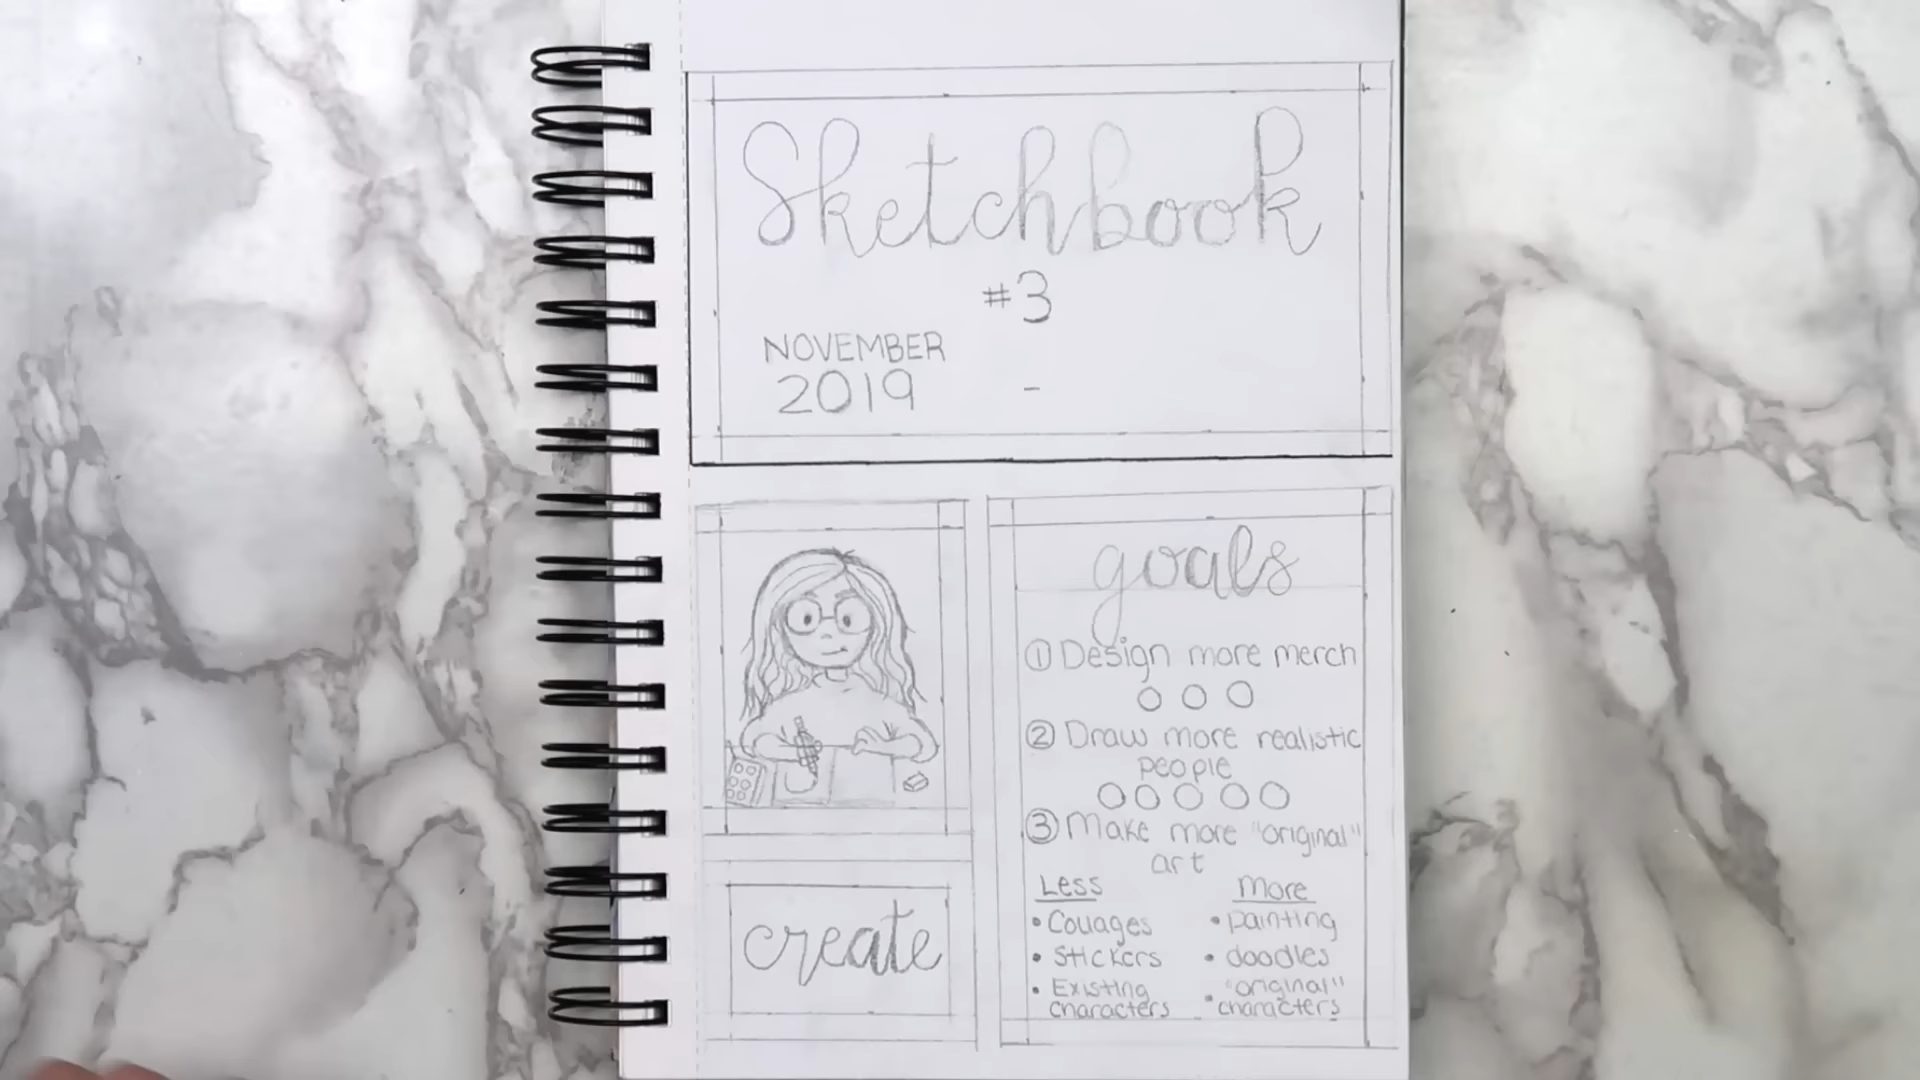 Sketchbook
#3
NOVEMBER
2019 -
create
goals
① Design more merch
② Draw more realistic
people
③ Make more "original"
art
Less
• Collages
• Stickers
• Existing
characters
More
• painting
• doodles
• "original"
characters